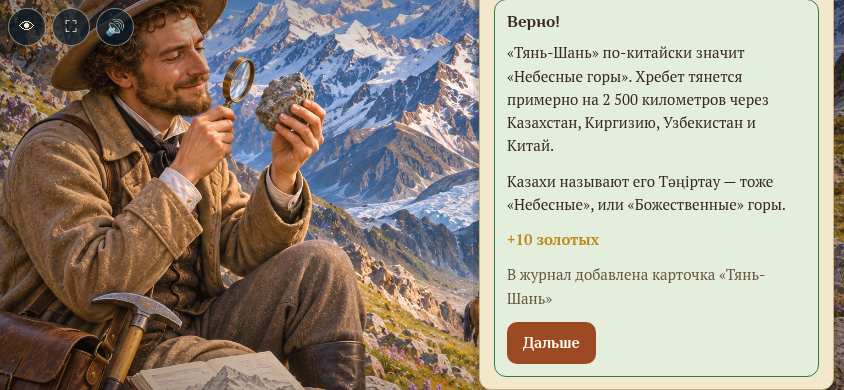 Верно!
«Тянь-Шань» по-китайски значит
«Небесные горы». Хребет тянется
примерно на 2 500 километров через
Казахстан, Киргизию, Узбекистан и
Китай.
Казахи называют его Тәңіртау — тоже
«Небесные», или «Божественные» горы.
+10 золотых
В журнал добавлена карточка «Тянь-
Шань»
Дальше